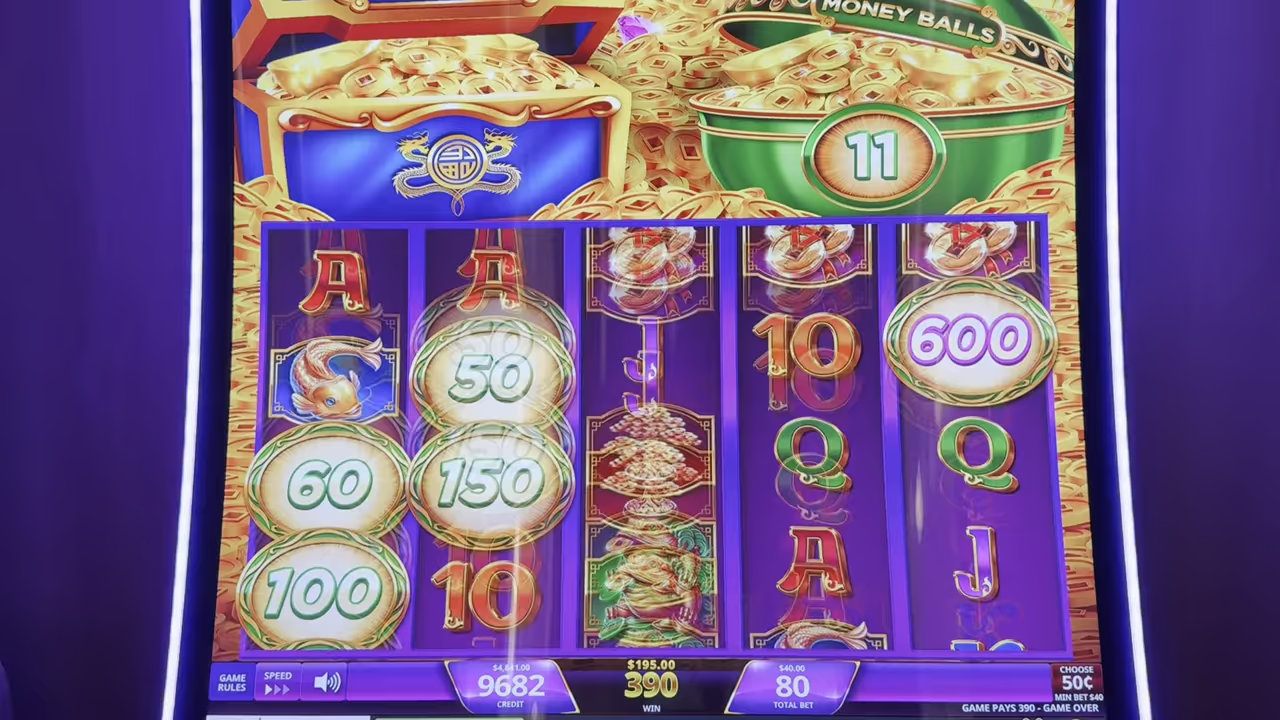 MONEY BALLS
11
A A
50 10 600
J
60 150 Q Q
100 10 A J
GAME RULES
SPEED
$4,841.00
9682
CREDIT
$195.00
390
WIN
$40.00
80
TOTAL BET
CHOOSE
50¢
MIN BET $40
GAME PAYS 390 - GAME OVER